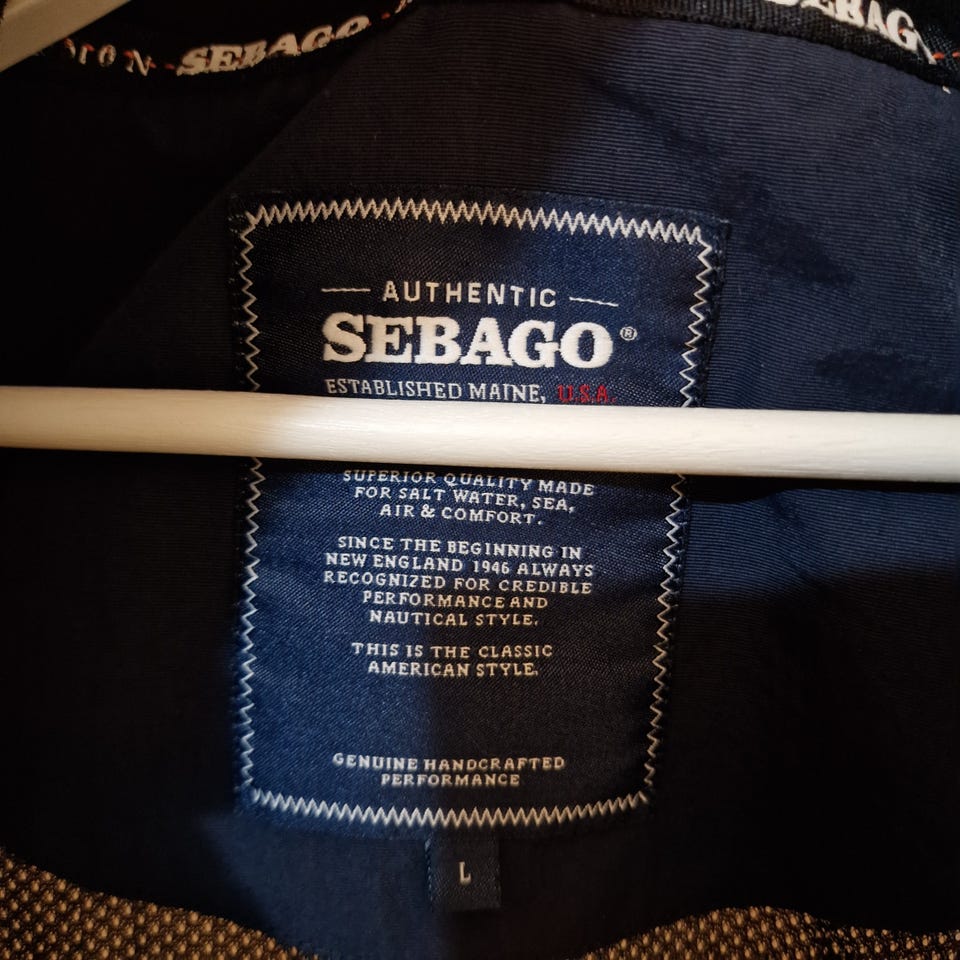 SEBAGO
SEBAG
AUTHENTIC
SEBAGO®
ESTABLISHED MAINE, U.S.A.
SUPERIOR QUALITY MADE
FOR SALT WATER, SEA,
AIR & COMFORT.
SINCE THE BEGINNING IN
NEW ENGLAND 1946 ALWAYS
RECOGNIZED FOR CREDIBLE
PERFORMANCE AND
NAUTICAL STYLE.
THIS IS THE CLASSIC
AMERICAN STYLE.
GENUINE HANDCRAFTED
PERFORMANCE
L